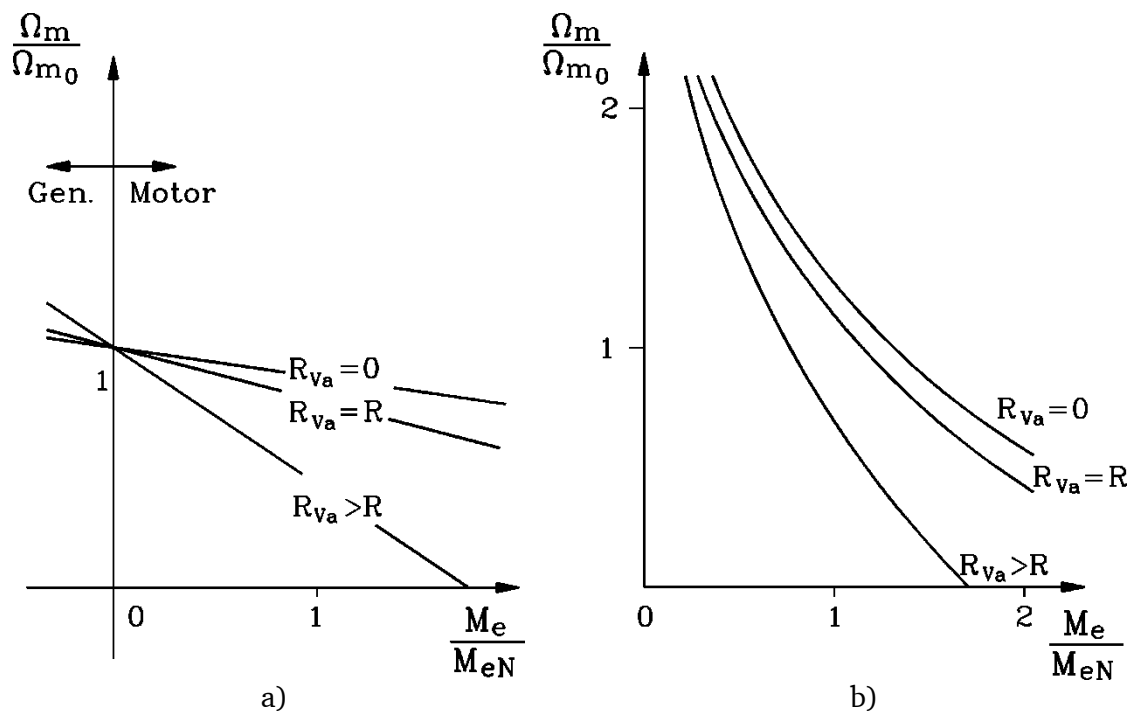 Ωm
Ωm0
Gen. Motor
1
RVa=0
RVa=R
RVa>R
0 1
Me
MeN
a)
Ωm
Ωm0
2
1
RVa=0
RVa=R
RVa>R
0 1 2
Me
MeN
b)